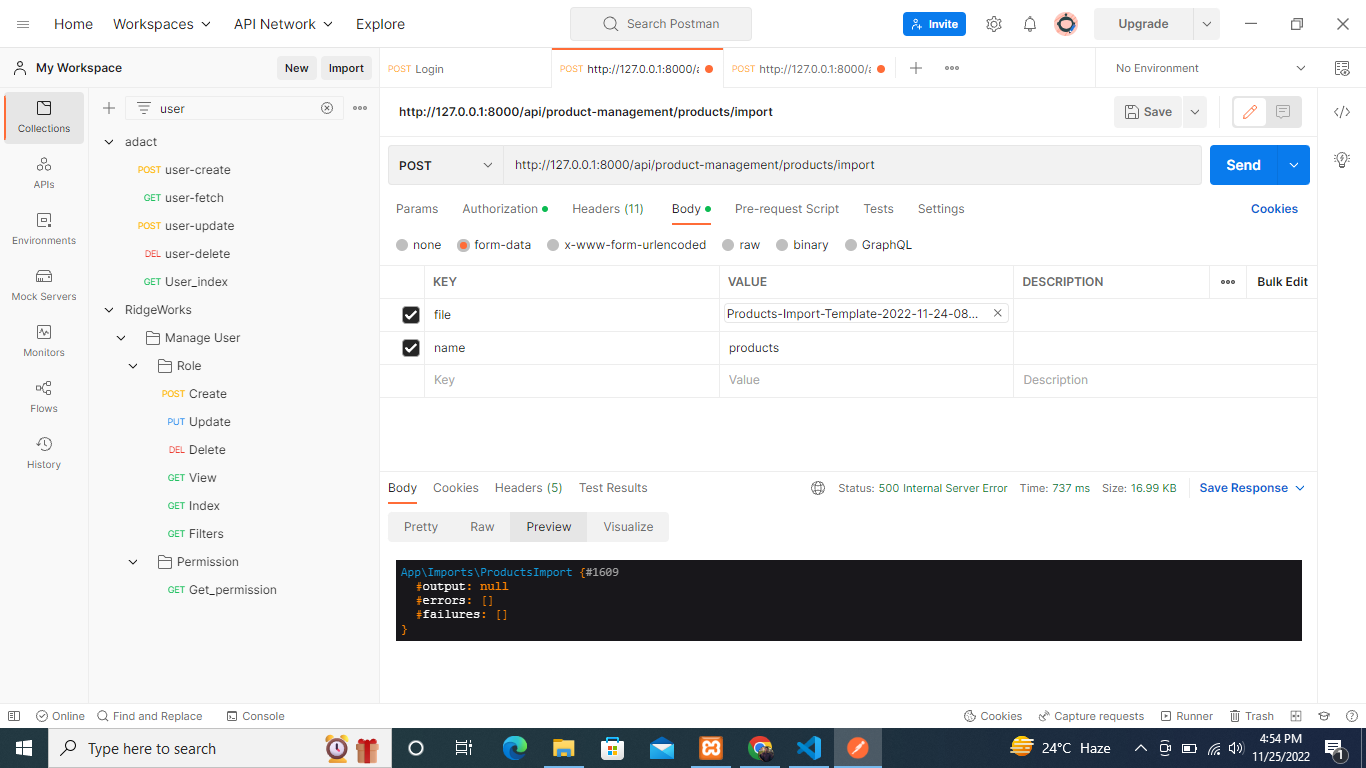 Home
Workspaces
API Network
Explore
Search Postman
Invite
Upgrade
My Workspace
New
Import
POST Login
POST http://127.0.0.1:8000/a
POST http://127.0.0.1:8000/a
No Environment
user
http://127.0.0.1:8000/api/product-management/products/import
Save
Collections
APIs
Environments
Mock Servers
Monitors
Flows
History
adact
POST user-create
GET user-fetch
POST user-update
DEL user-delete
GET User_index
RidgeWorks
Manage User
Role
POST Create
PUT Update
DEL Delete
GET View
GET Index
GET Filters
Permission
GET Get_permission
POST
http://127.0.0.1:8000/api/product-management/products/import
Send
Params
Authorization
Headers (11)
Body
Pre-request Script
Tests
Settings
Cookies
none
form-data
x-www-form-urlencoded
raw
binary
GraphQL
KEY
VALUE
DESCRIPTION
Bulk Edit
file
Products-Import-Template-2022-11-24-08...
name
products
Key
Value
Description
Body
Cookies
Headers (5)
Test Results
Status: 500 Internal Server Error
Time: 737 ms
Size: 16.99 KB
Save Response
Pretty
Raw
Preview
Visualize
App\Imports\ProductsImport {#1609
#output: null
#errors: []
#failures: []
}
Online
Find and Replace
Console
Cookies
Capture requests
Runner
Trash
Type here to search
24°C Haze
4:54 PM
11/25/2022
1